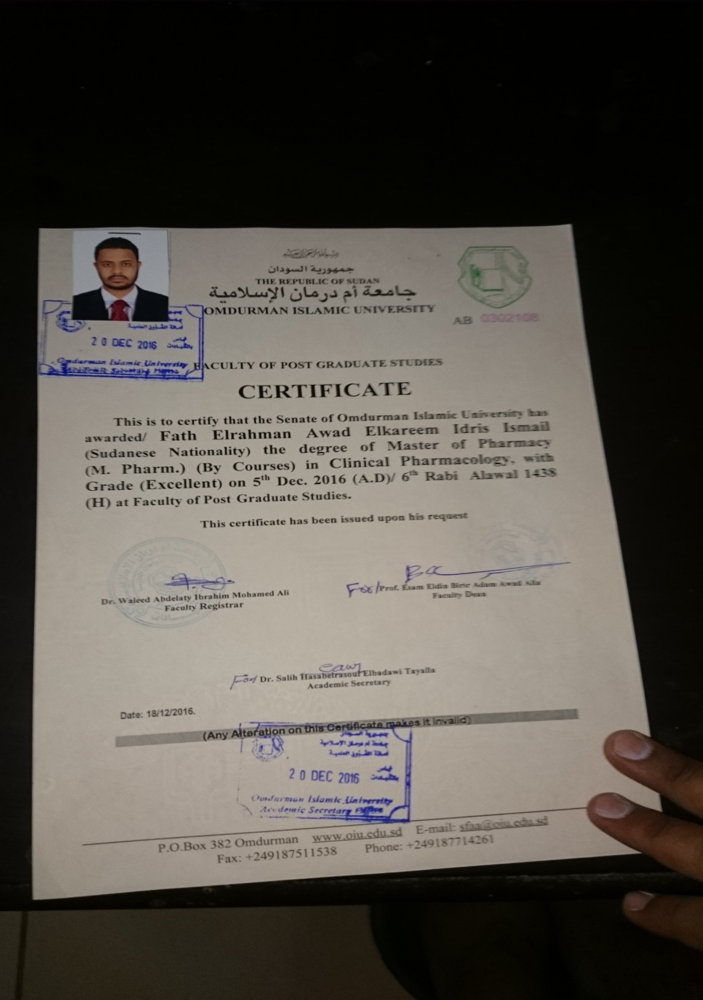 جمهورية السودان
THE REPUBLIC OF SUDAN
جامعة أم درمان الإسلامية
OMDURMAN ISLAMIC UNIVERSITY
AB 0302108
أمانة الشؤون العلمية
20 DEC 2016
Omdurman Islamic University
FACULTY OF POST GRADUATE STUDIES
CERTIFICATE
This is to certify that the Senate of Omdurman Islamic University has
awarded/ Fath Elrahman Awad Elkareem Idris Ismail
(Sudanese Nationality) the degree of Master of Pharmacy
(M. Pharm.) (By Courses) in Clinical Pharmacology, with
Grade (Excellent) on 5th Dec. 2016 (A.D)/ 6th Rabi Alawal 1438
(H) at Faculty of Post Graduate Studies.
This certificate has been issued upon his request
Dr. Waleed Abdelaty Ibrahim Mohamed Ali
Faculty Registrar
For/Prof. Esam Eldin Birir Adam Awad Alla
Faculty Dean
For/ Dr. Salih Hasabelrasoul Elbadawi Tayalla
Academic Secretary
Date: 18/12/2016.
(Any Alteration on this Certificate makes it invalid)
جمهورية السودان
جامعة أم درمان الإسلامية
أمانة الشؤون العلمية
20 DEC 2016
Omdurman Islamic University
Academic Secretary
P.O.Box 382 Omdurman www.oiu.edu.sd E-mail: sfaa@oiu.edu.sd
Fax: +249187511538 Phone: +249187714261